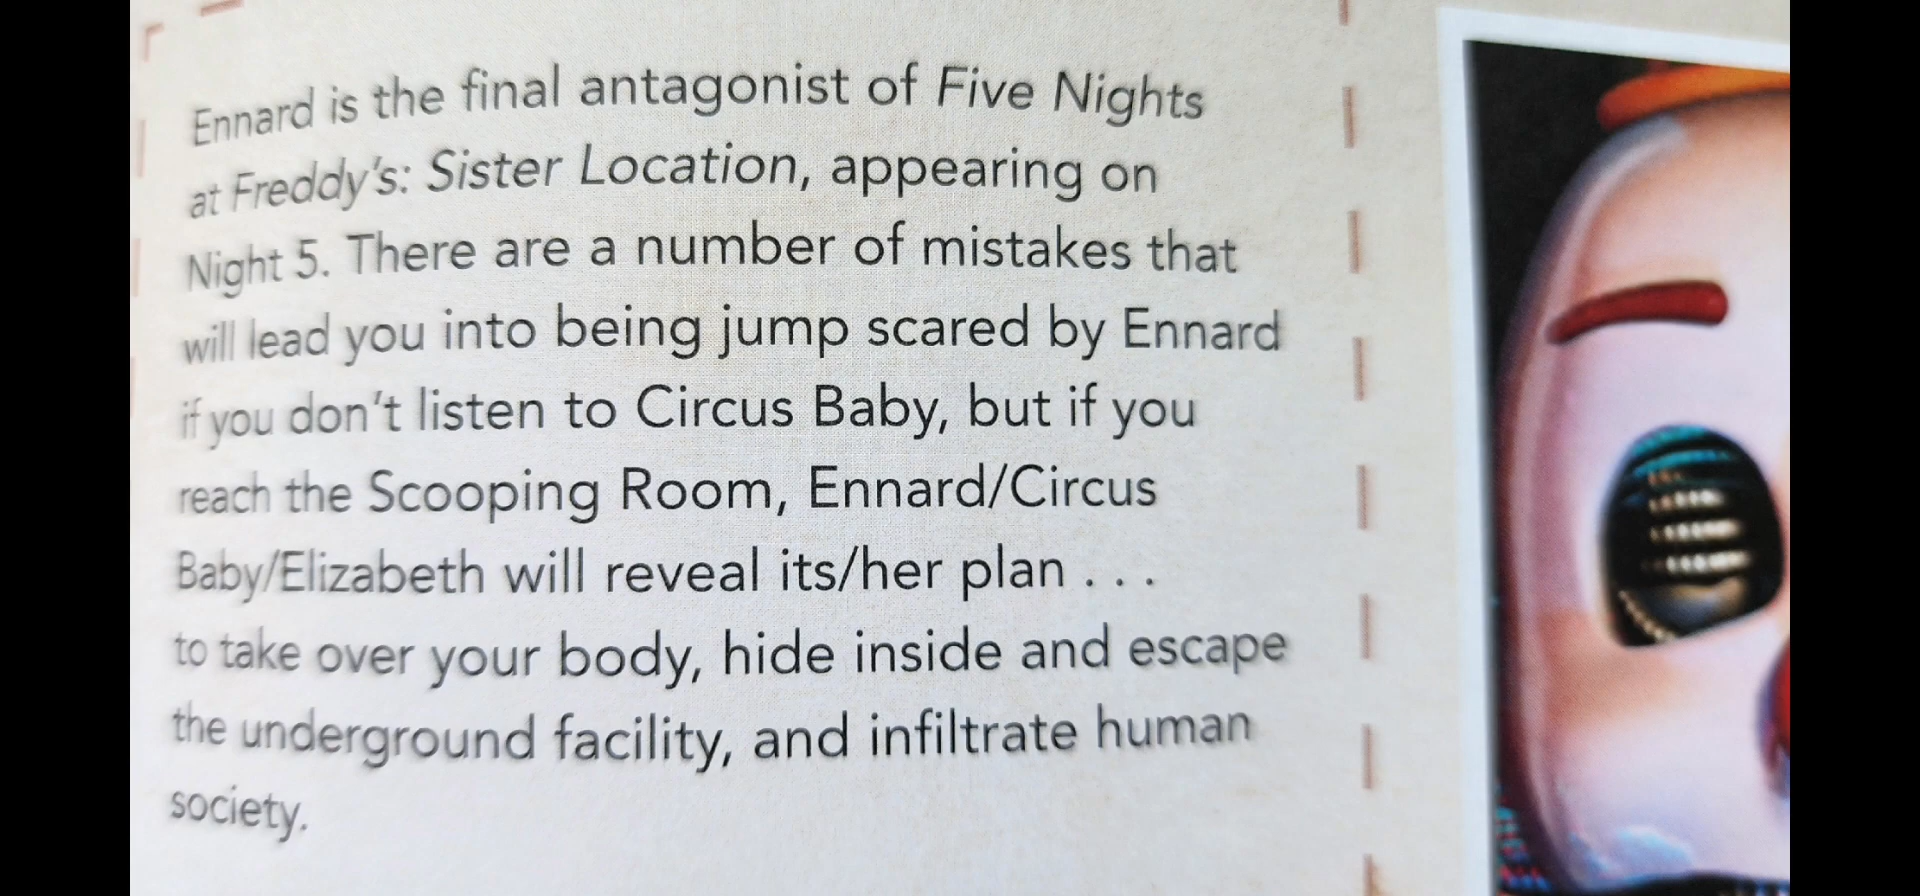 Ennard is the final antagonist of Five Nights
at Freddy's: Sister Location, appearing on
Night 5. There are a number of mistakes that
will lead you into being jump scared by Ennard
if you don't listen to Circus Baby, but if you
reach the Scooping Room, Ennard/Circus
Baby/Elizabeth will reveal its/her plan . . .
to take over your body, hide inside and escape
the underground facility, and infiltrate human
society.